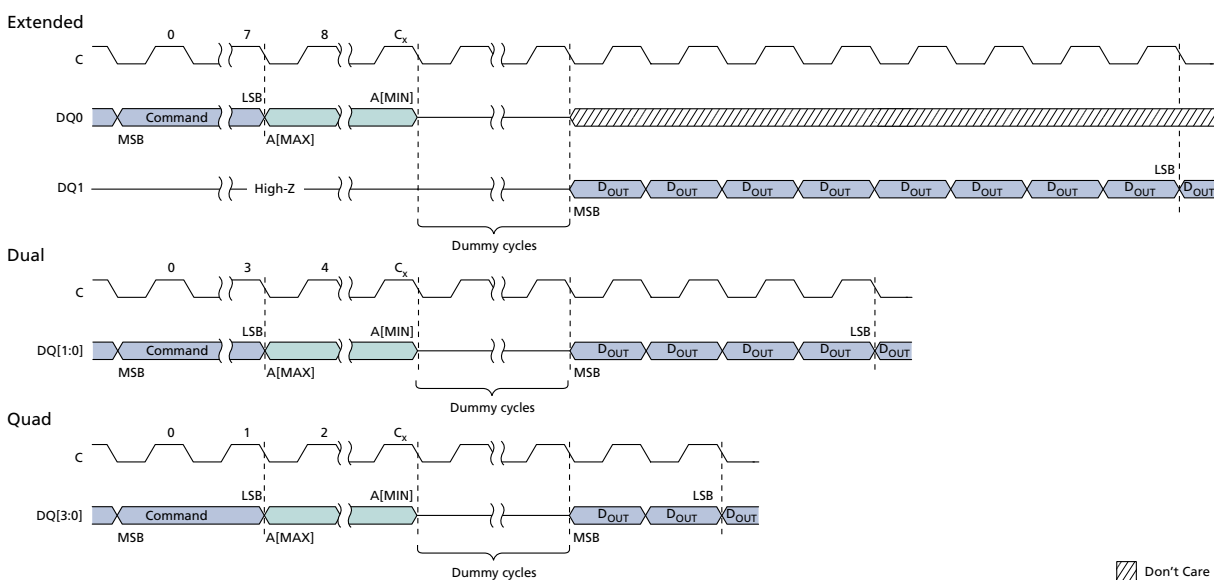 Extended
0 7 8 Cx
C
LSB A[MIN]
DQ0 Command
MSB A[MAX]
LSB
DQ1 High-Z DOUT DOUT DOUT DOUT DOUT DOUT DOUT DOUT DOUT
MSB
Dummy cycles
Dual
0 3 4 Cx
C
LSB A[MIN] LSB
DQ[1:0] Command DOUT DOUT DOUT DOUT DOUT
MSB A[MAX] MSB
Dummy cycles
Quad
0 1 2 Cx
C
LSB A[MIN] LSB
DQ[3:0] Command DOUT DOUT DOUT
MSB A[MAX] MSB
Dummy cycles
Don't Care